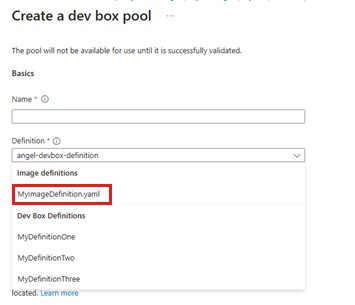 Create a dev box pool ...
The pool will not be available for use until it is successfully validated.
Basics
Name *
Definition *
angel-devbox-definition
Image definitions
MyImageDefinition.yaml
Dev Box Definitions
MyDefinitionOne
MyDefinitionTwo
MyDefinitionThree
located. Learn more